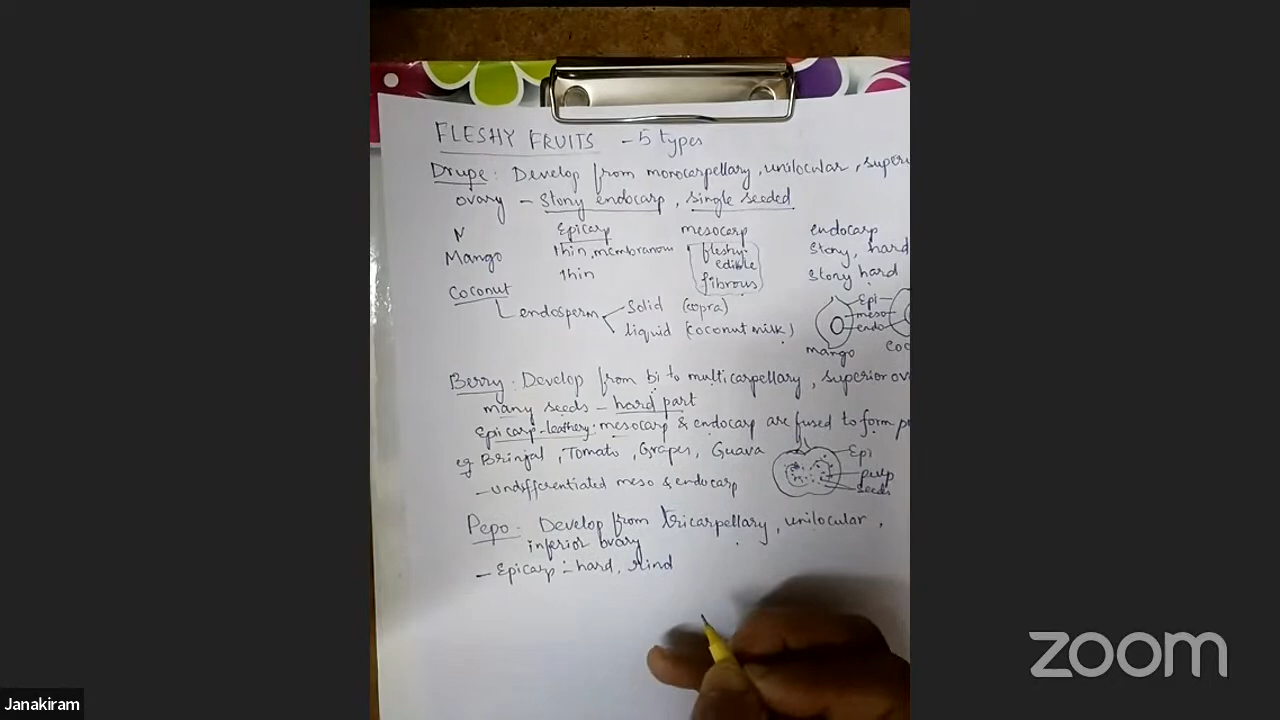 FLESHY FRUITS - 5 types
Drupe: Develop from monocarpellary, unilocular, super
ovary - Stony endocarp, single seeded
N Epicarp mesocarp endocarp
Mango thin, membranous fleshy edible Stony, hard
Coconut thin fibrous Stony hard
endosperm solid (copra)
liquid (coconut milk)
Epi
meso
endo
mango coc
Berry: Develop from bi to multicarpellary, superior ov
many seeds - hard part
Epicarp-leathery: mesocarp & endocarp are fused to form p
eg Brinjal, Tomato, Grapes, Guava
- undifferentiated meso & endocarp
Epi
pulp
seeds
Pepo: Develop from tricarpellary, unilocular,
inferior ovary
- Epicarp :- hard, rind
zoom
Janakiram